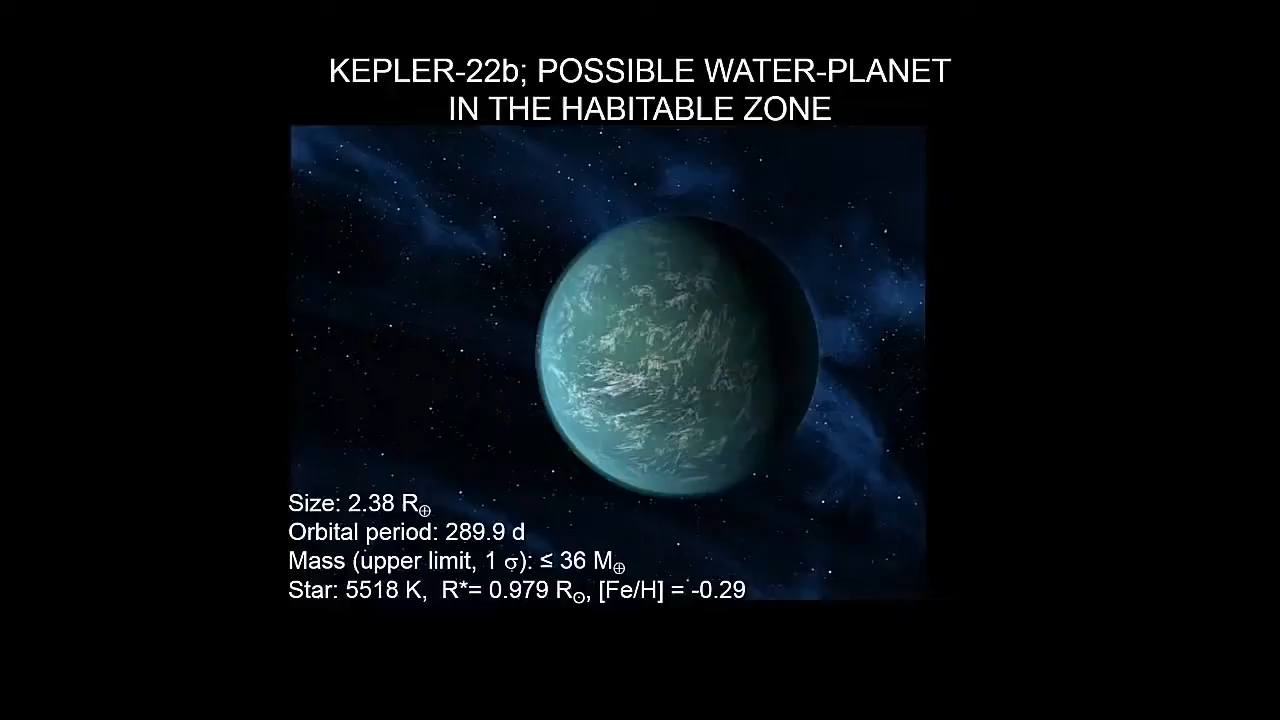 KEPLER-22b; POSSIBLE WATER-PLANET
IN THE HABITABLE ZONE
Size: 2.38 R⊕
Orbital period: 289.9 d
Mass (upper limit, 1 σ): ≤ 36 M⊕
Star: 5518 K, R*= 0.979 R⊙, [Fe/H] = -0.29